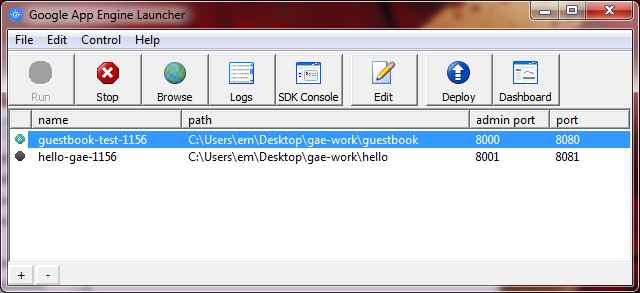 Google App Engine Launcher
File Edit Control Help
Run Stop Browse Logs SDK Console Edit Deploy Dashboard
name path admin port port
guestbook-test-1156 C:\Users\em\Desktop\gae-work\guestbook 8000 8080
hello-gae-1156 C:\Users\em\Desktop\gae-work\hello 8001 8081
+ -